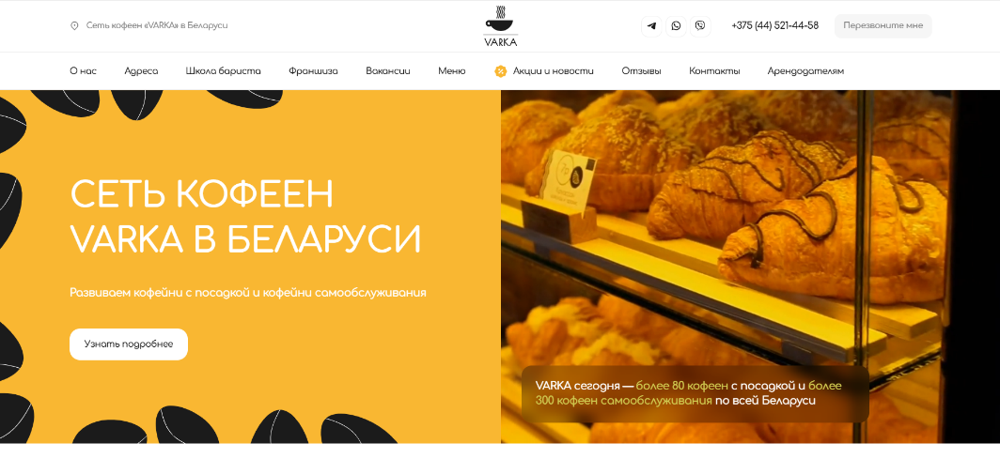 Сеть кофеен «VARKA» в Беларуси
VARKA
+375 (44) 521-44-58
Перезвоните мне
О нас
Адреса
Школа бариста
Франшиза
Вакансии
Меню
Акции и новости
Отзывы
Контакты
Арендодателям
СЕТЬ КОФЕЕН
VARKA В БЕЛАРУСИ
Развиваем кофейни с посадкой и кофейни самообслуживания
Узнать подробнее
VARKA сегодня — более 80 кофеен с посадкой и более
300 кофеен самообслуживания по всей Беларуси